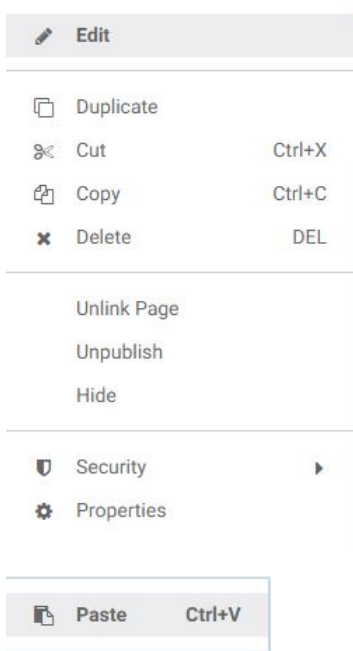 Edit
Duplicate
Cut Ctrl+X
Copy Ctrl+C
Delete DEL
Unlink Page
Unpublish
Hide
Security
Properties
Paste Ctrl+V